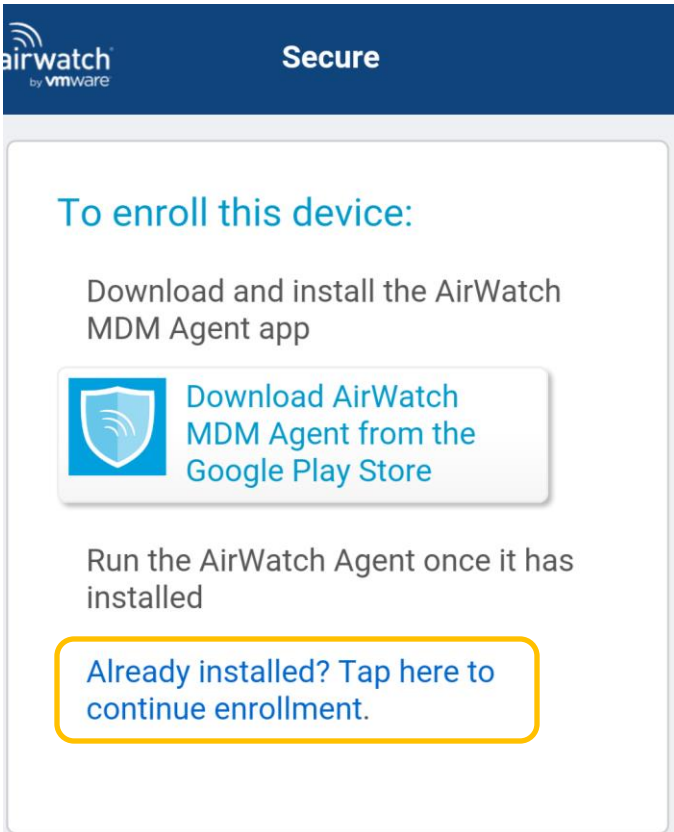 airwatch
by vmware
Secure
To enroll this device:
Download and install the AirWatch
MDM Agent app
Download AirWatch
MDM Agent from the
Google Play Store
Run the AirWatch Agent once it has
installed
Already installed? Tap here to
continue enrollment.